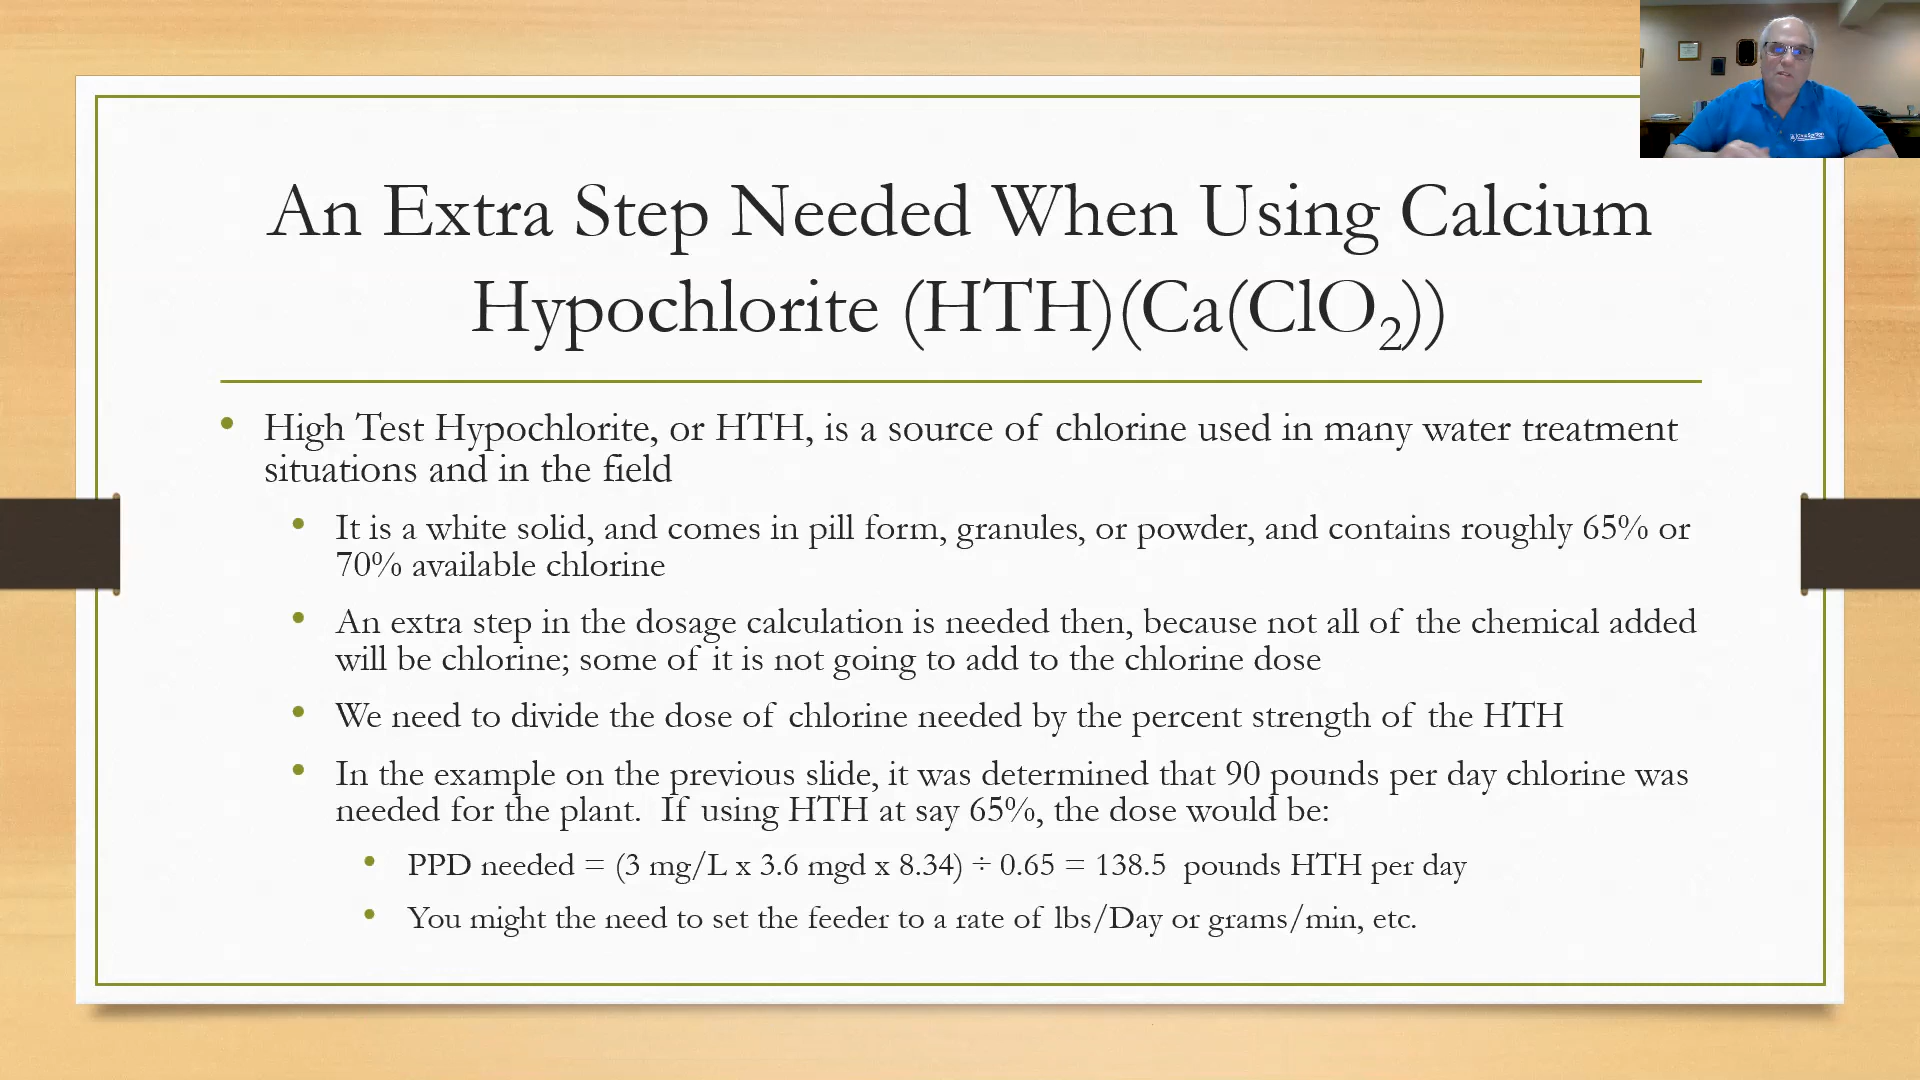 An Extra Step Needed When Using Calcium
Hypochlorite (HTH)(Ca(ClO₂))
• High Test Hypochlorite, or HTH, is a source of chlorine used in many water treatment
situations and in the field
• It is a white solid, and comes in pill form, granules, or powder, and contains roughly 65% or
70% available chlorine
• An extra step in the dosage calculation is needed then, because not all of the chemical added
will be chlorine; some of it is not going to add to the chlorine dose
• We need to divide the dose of chlorine needed by the percent strength of the HTH
• In the example on the previous slide, it was determined that 90 pounds per day chlorine was
needed for the plant. If using HTH at say 65%, the dose would be:
• PPD needed = (3 mg/L x 3.6 mgd x 8.34) ÷ 0.65 = 138.5 pounds HTH per day
• You might the need to set the feeder to a rate of lbs/Day or grams/min, etc.